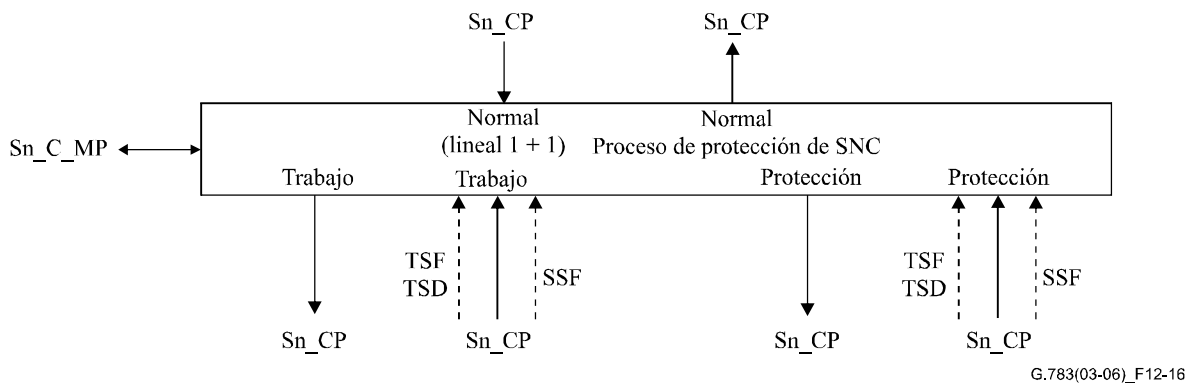 Sn_CP Sn_CP
Normal Normal
Sn_C_MP (lineal 1 + 1) Proceso de protección de SNC
Trabajo Trabajo Protección Protección
TSF TSF
TSD SSF TSD SSF
Sn_CP Sn_CP Sn_CP Sn_CP
G.783(03-06)_F12-16